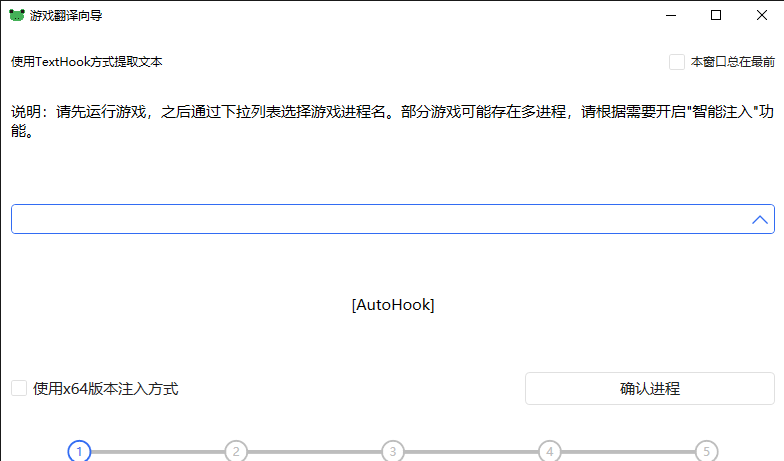 游戏翻译向导
使用TextHook方式提取文本
本窗口总在最前
说明：请先运行游戏，之后通过下拉列表选择游戏进程名。部分游戏可能存在多进程，请根据需要开启"智能注入"功
能。
[AutoHook]
使用x64版本注入方式
确认进程
1 2 3 4 5